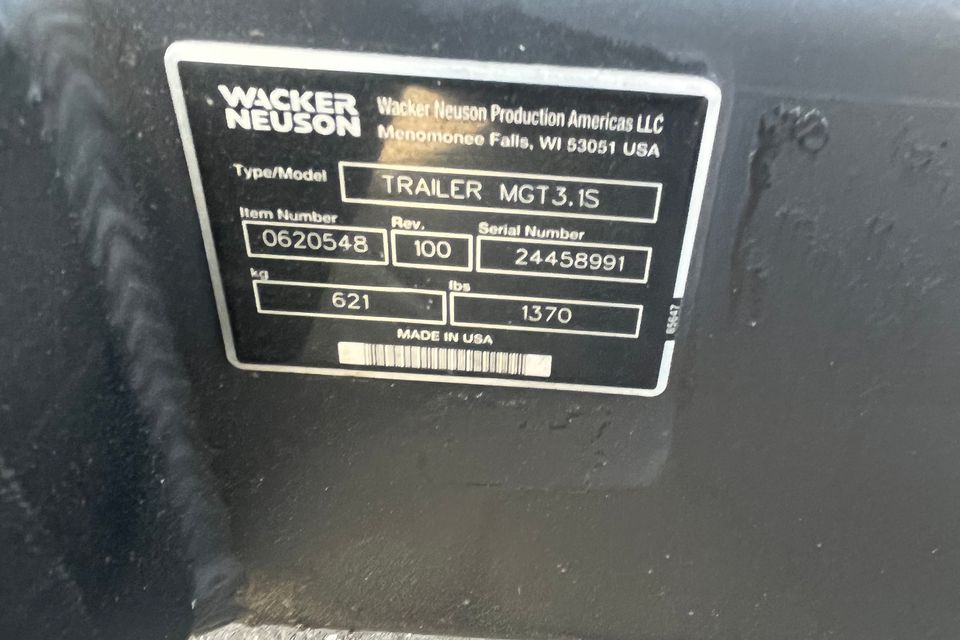 WACKER
NEUSON
Wacker Neuson Production Americas LLC
Menomonee Falls, WI 53051 USA
Type/Model TRAILER MGT3.1S
Item Number Rev. Serial Number
0620548 100 24458991
kg lbs
621 1370
MADE IN USA
85647